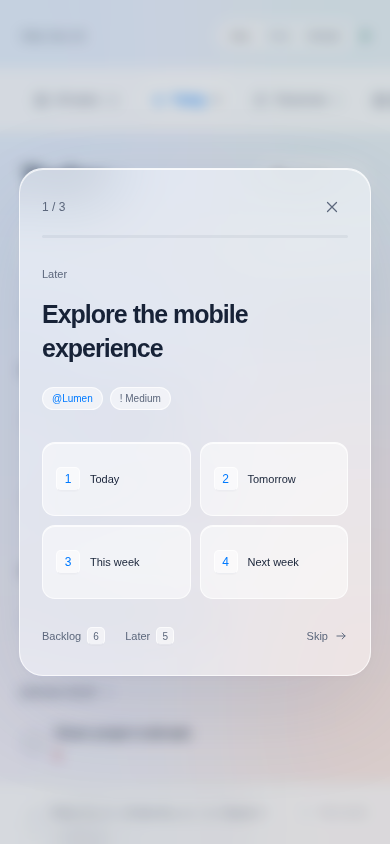 1 / 3
Later
Explore the mobile
experience
@Lumen
! Medium
1 Today
2 Tomorrow
3 This week
4 Next week
Backlog 6
Later 5
Skip →